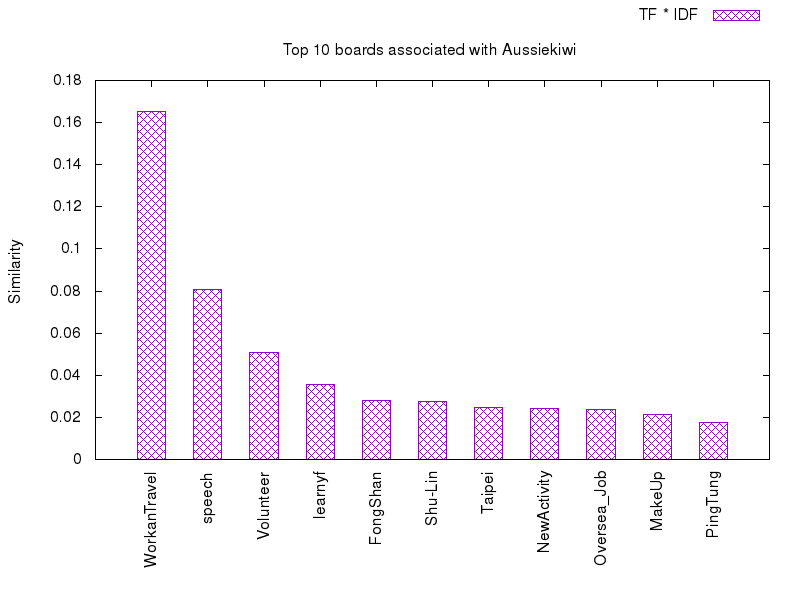 TF * IDF
Top 10 boards associated with Aussiekiwi
0.18
0.16
0.14
0.12
0.1
0.08
0.06
0.04
0.02
0
Similarity
WorkanTravel
speech
Volunteer
learnyf
FongShan
Shu-Lin
Taipei
NewActivity
Oversea_Job
MakeUp
PingTung